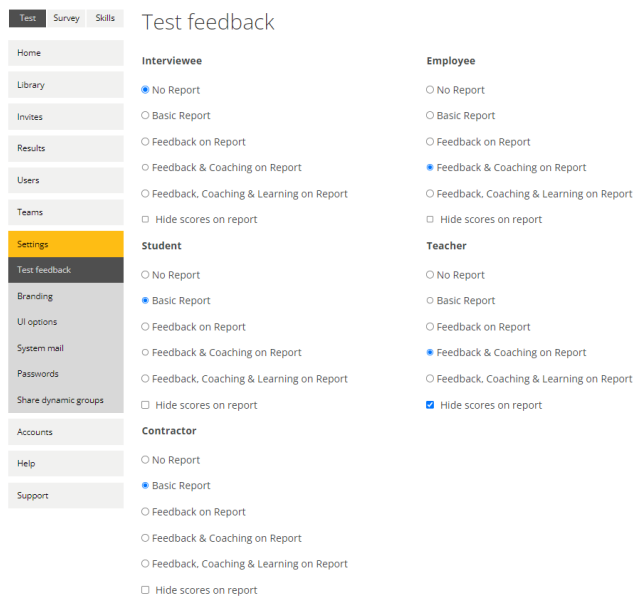 Test Survey Skills
Home
Library
Invites
Results
Users
Teams
Settings
Test feedback
Branding
UI options
System mail
Passwords
Share dynamic groups
Accounts
Help
Support
Test feedback
Interviewee
No Report
Basic Report
Feedback on Report
Feedback & Coaching on Report
Feedback, Coaching & Learning on Report
Hide scores on report
Employee
No Report
Basic Report
Feedback on Report
Feedback & Coaching on Report
Feedback, Coaching & Learning on Report
Hide scores on report
Student
No Report
Basic Report
Feedback on Report
Feedback & Coaching on Report
Feedback, Coaching & Learning on Report
Hide scores on report
Teacher
No Report
Basic Report
Feedback on Report
Feedback & Coaching on Report
Feedback, Coaching & Learning on Report
Hide scores on report
Contractor
No Report
Basic Report
Feedback on Report
Feedback & Coaching on Report
Feedback, Coaching & Learning on Report
Hide scores on report